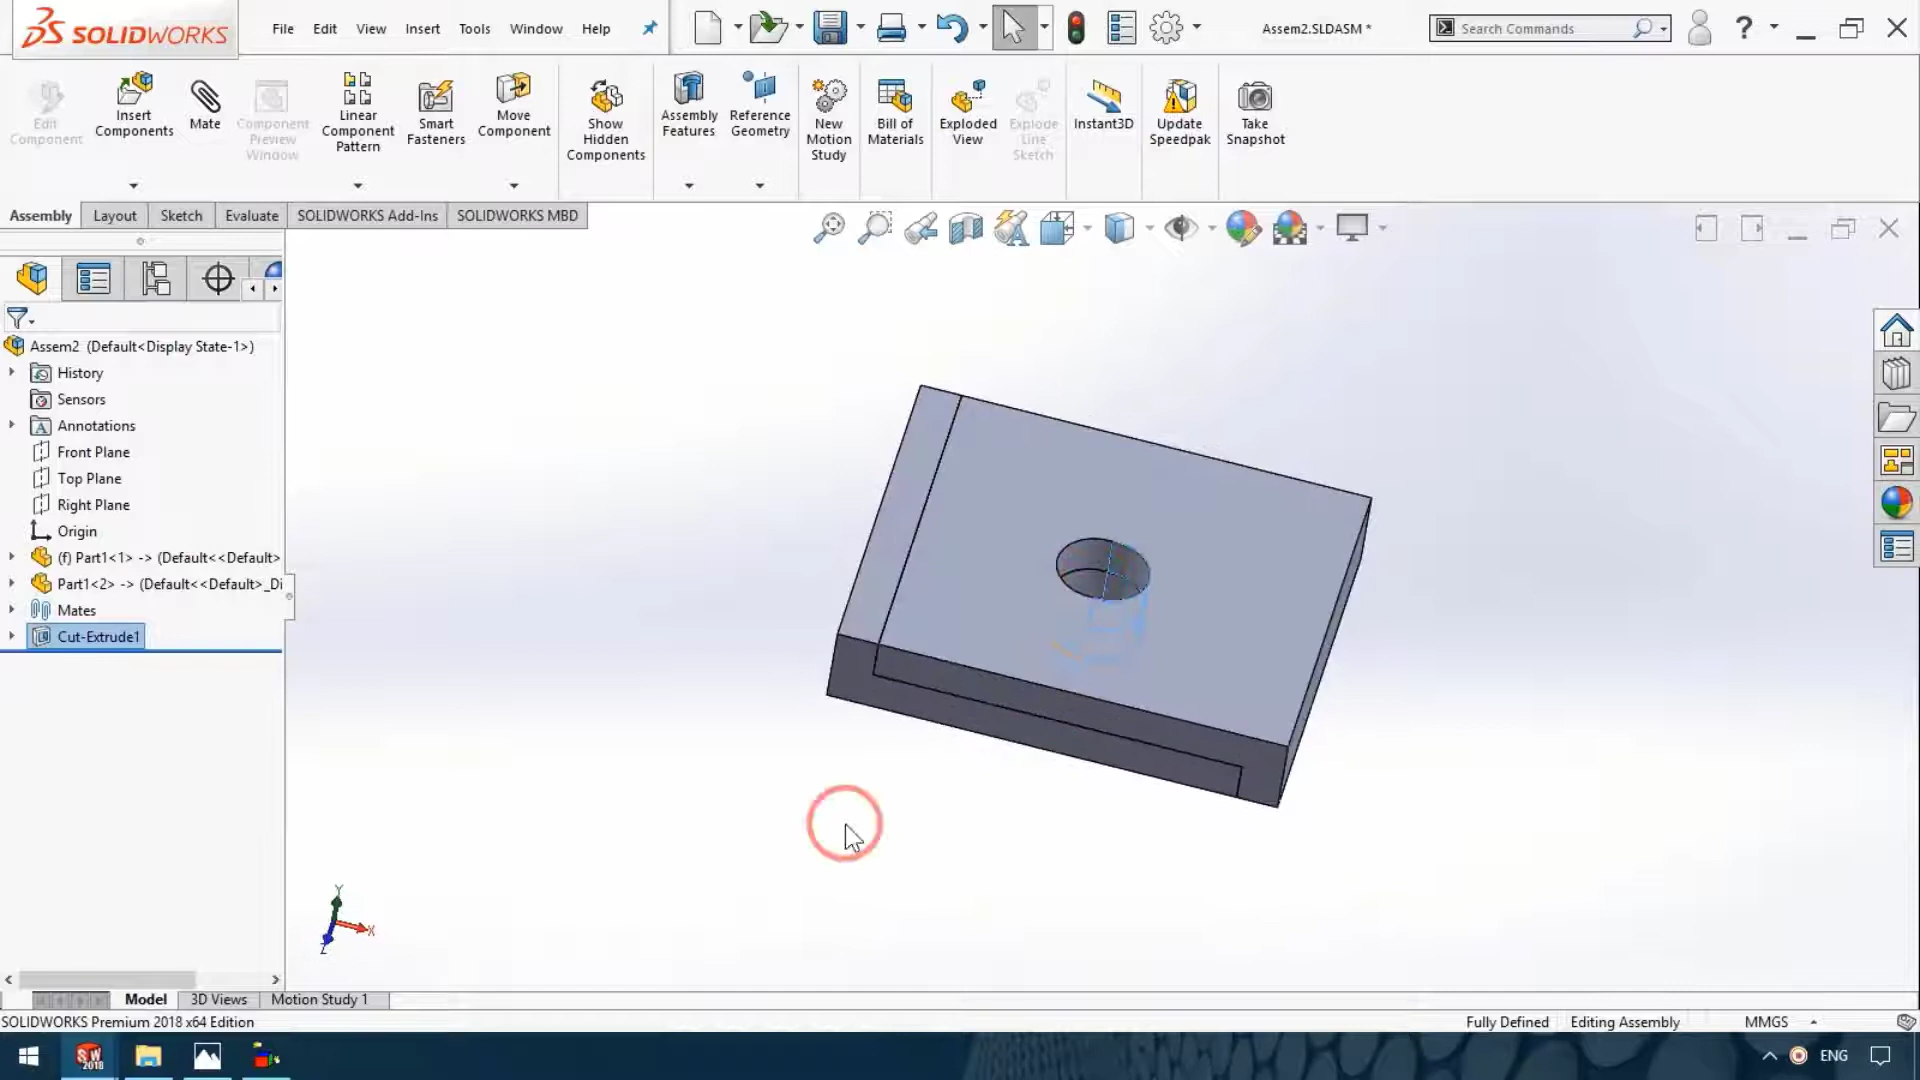 SOLIDWORKS
File Edit View Insert Tools Window Help
Assem2.SLDASM *
Search Commands
?
Edit Component
Insert Components
Mate
Component Preview Window
Linear Component Pattern
Smart Fasteners
Move Component
Show Hidden Components
Assembly Features
Reference Geometry
New Motion Study
Bill of Materials
Exploded View
Explode Line Sketch
Instant3D
Update Speedpak
Take Snapshot
Assembly Layout Sketch Evaluate SOLIDWORKS Add-Ins SOLIDWORKS MBD
Assem2 (Default<Display State-1>)
History
Sensors
Annotations
Front Plane
Top Plane
Right Plane
Origin
(f) Part1<1> -> (Default<<Default>
Part1<2> -> (Default<<Default>_Di
Mates
Cut-Extrude1
Y
X
Z
Model 3D Views Motion Study 1
SOLIDWORKS Premium 2018 x64 Edition
Fully Defined Editing Assembly MMGS
SW 2018
ENG